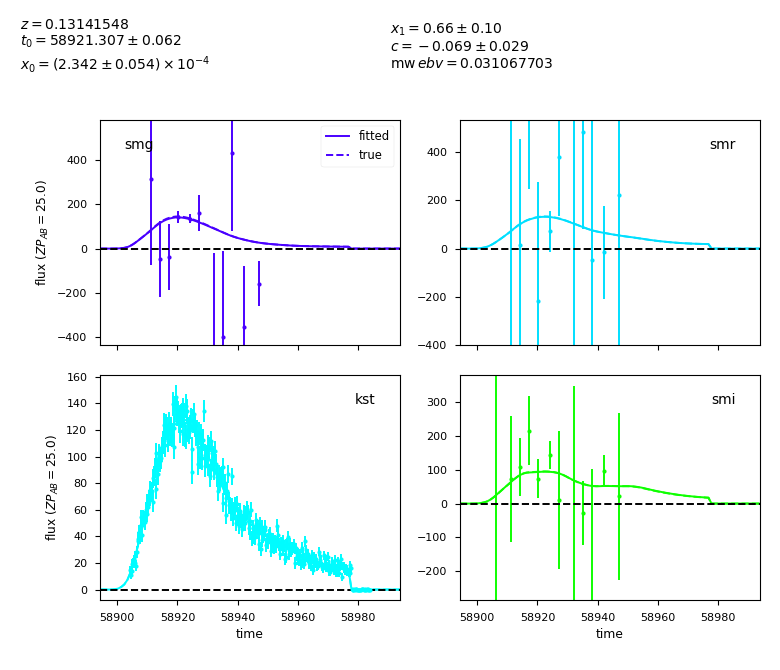 z = 0.13141548
t₀ = 58921.307 ± 0.062
x₀ = (2.342 ± 0.054) × 10⁻⁴
x₁ = 0.66 ± 0.10
c = −0.069 ± 0.029
mw ebv = 0.031067703
smg
fitted
true
400
200
0
−200
−400
flux (ZP_AB = 25.0)
smr
400
200
0
−200
−400
kst
160
140
120
100
80
60
40
20
0
flux (ZP_AB = 25.0)
58900 58920 58940 58960 58980
time
smi
300
200
100
0
−100
−200
58900 58920 58940 58960 58980
time